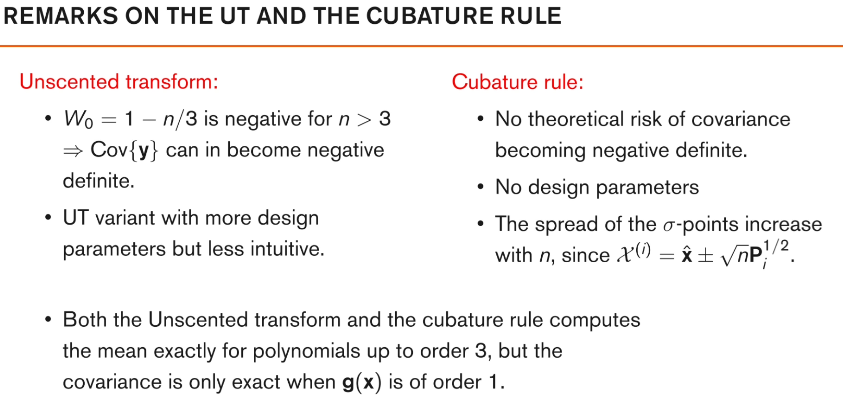 REMARKS ON THE UT AND THE CUBATURE RULE
Unscented transform:
• W₀ = 1 − n/3 is negative for n > 3
⇒ Cov{y} can in become negative
definite.
• UT variant with more design
parameters but less intuitive.
Cubature rule:
• No theoretical risk of covariance
becoming negative definite.
• No design parameters
• The spread of the σ-points increase
with n, since 𝒳⁽ⁱ⁾ = x̂ ± √n P_i^{1/2}.
• Both the Unscented transform and the cubature rule computes
the mean exactly for polynomials up to order 3, but the
covariance is only exact when g(x) is of order 1.